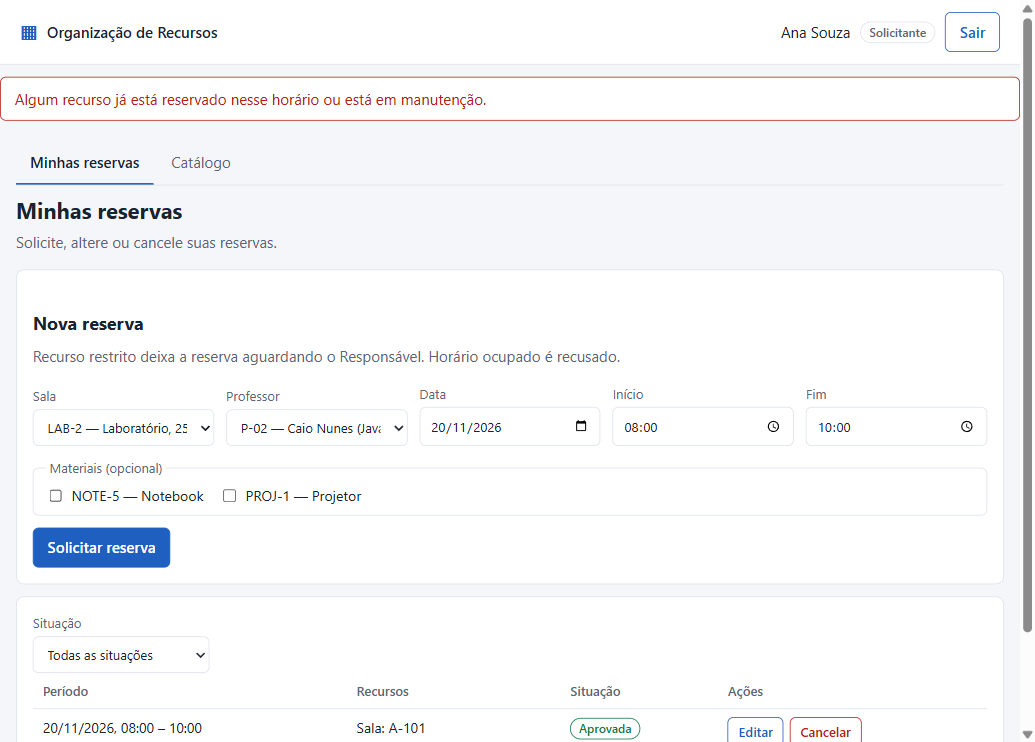 Organização de Recursos
Ana Souza Solicitante Sair
Algum recurso já está reservado nesse horário ou está em manutenção.
Minhas reservas Catálogo
Minhas reservas
Solicite, altere ou cancele suas reservas.
Nova reserva
Recurso restrito deixa a reserva aguardando o Responsável. Horário ocupado é recusado.
Sala Professor Data Início Fim
LAB-2 — Laboratório, 25 P-02 — Caio Nunes (Java 20/11/2026 08:00 10:00
Materiais (opcional)
NOTE-5 — Notebook PROJ-1 — Projetor
Solicitar reserva
Situação
Todas as situações
Período Recursos Situação Ações
20/11/2026, 08:00 – 10:00 Sala: A-101 Aprovada Editar Cancelar